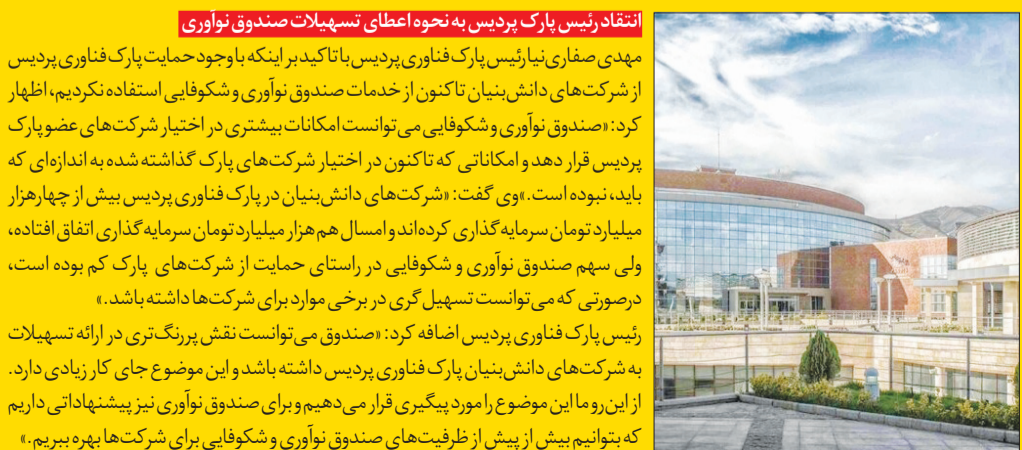 انتقاد رئیس پارک پردیس به نحوه اعطای تسهیلات صندوق نوآوری
مهدی صفاری‌نیا رئیس پارک فناوری پردیس با تاکید بر اینکه با وجود حمایت پارک فناوری پردیس
از شرکت‌های دانش‌بنیان تاکنون از خدمات صندوق نوآوری و شکوفایی استفاده نکردیم، اظهار
کرد: «صندوق نوآوری و شکوفایی می‌توانست امکانات بیشتری در اختیار شرکت‌های عضو پارک
پردیس قرار دهد و امکاناتی که تاکنون در اختیار شرکت‌های پارک گذاشته شده به اندازه‌ای که
باید، نبوده است.» وی گفت: «شرکت‌های دانش‌بنیان در پارک فناوری پردیس بیش از چهارهزار
میلیارد تومان سرمایه‌گذاری کرده‌اند و امسال هم هزار میلیارد تومان سرمایه‌گذاری اتفاق افتاده،
ولی سهم صندوق نوآوری و شکوفایی در راستای حمایت از شرکت‌های پارک کم بوده است،
درصورتی که می‌توانست تسهیل‌گری در برخی موارد برای شرکت‌ها داشته باشد.»
رئیس پارک فناوری پردیس اضافه کرد: «صندوق می‌توانست نقش پررنگ‌تری در ارائه تسهیلات
به شرکت‌های دانش‌بنیان پارک فناوری پردیس داشته باشد و این موضوع جای کار زیادی دارد.
از این‌رو ما این موضوع را مورد پیگیری قرار می‌دهیم و برای صندوق نوآوری نیز پیشنهاداتی داریم
که بتوانیم بیش از پیش از ظرفیت‌های صندوق نوآوری و شکوفایی برای شرکت‌ها بهره ببریم.»